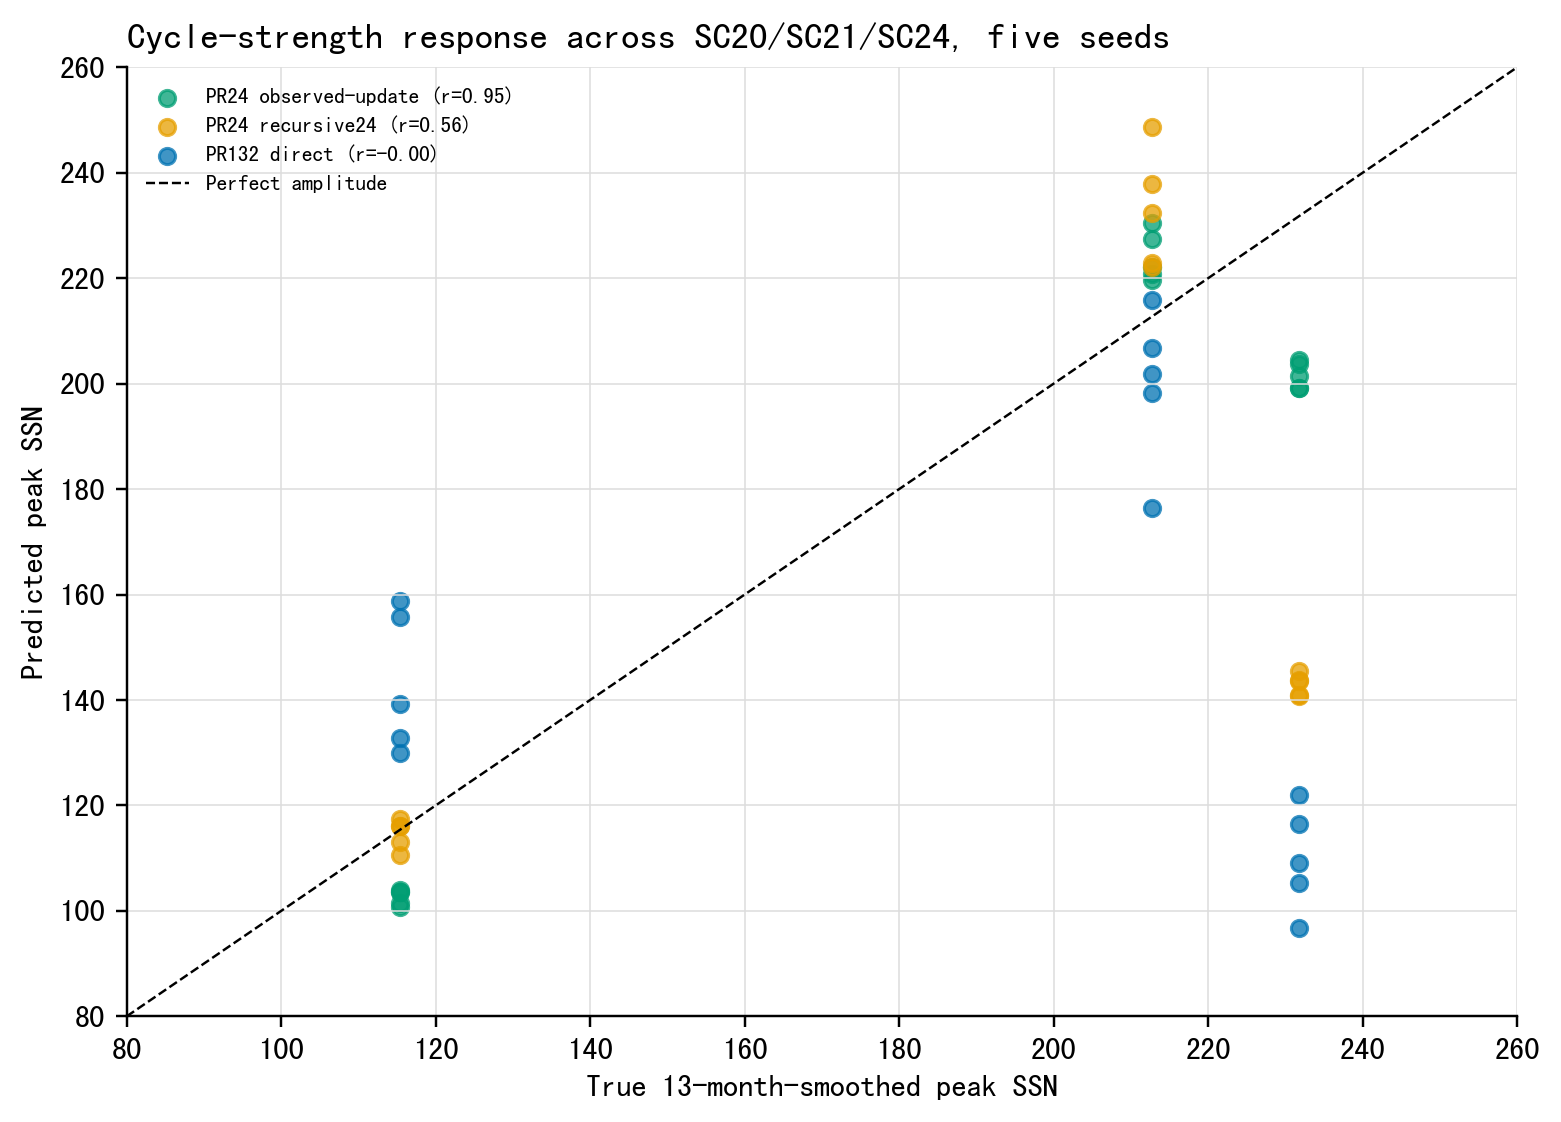 Cycle-strength response across SC20/SC21/SC24, five seeds
PR24 observed-update (r=0.95)
PR24 recursive24 (r=0.56)
PR132 direct (r=-0.00)
Perfect amplitude
Predicted peak SSN
260
240
220
200
180
160
140
120
100
80
80 100 120 140 160 180 200 220 240 260
True 13-month-smoothed peak SSN